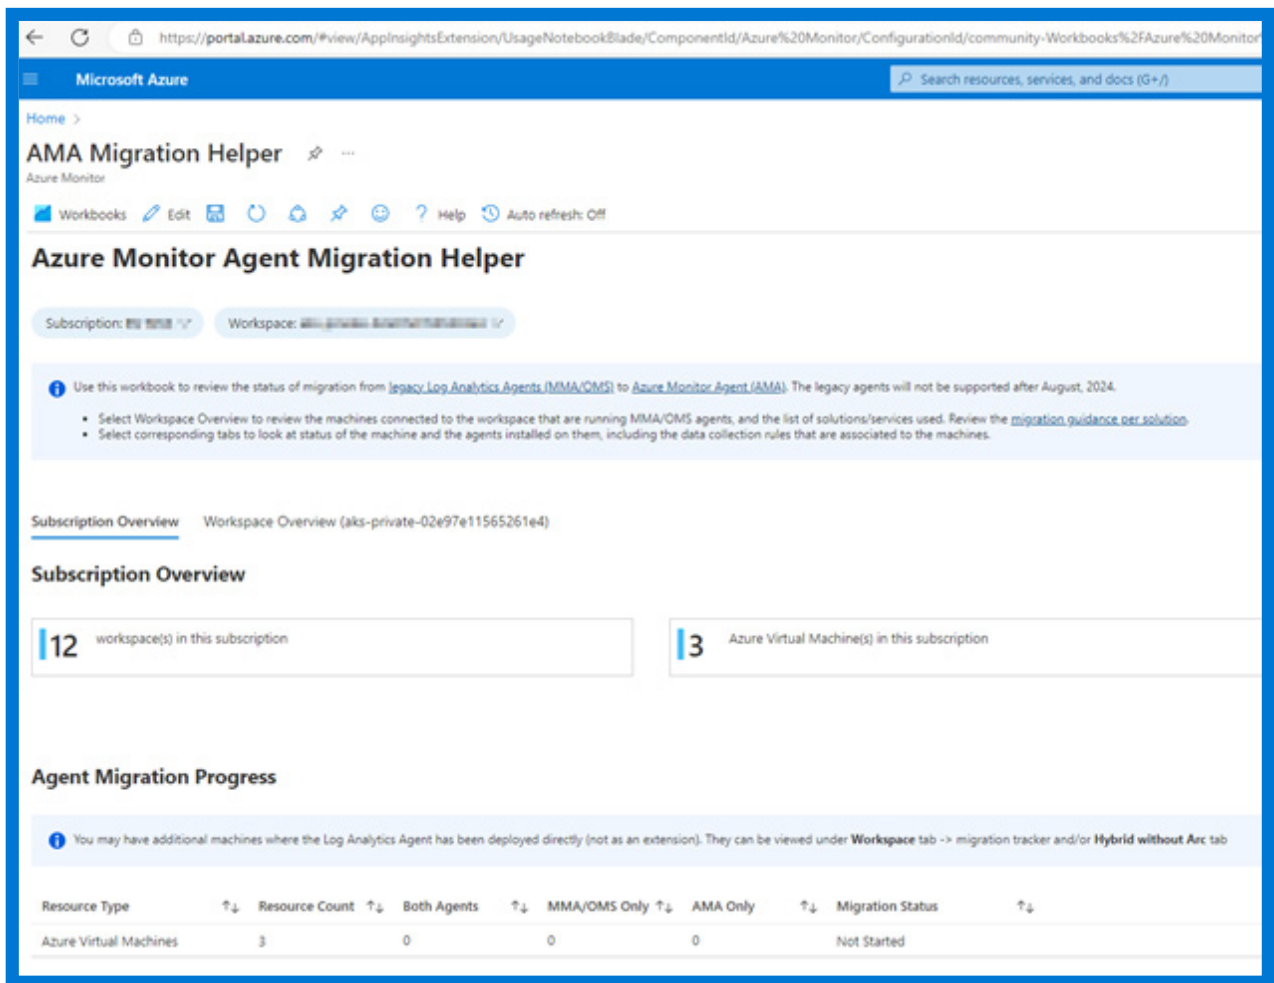 https://portal.azure.com/#view/AppInsightsExtension/UsageNotebookBlade/ComponentId/Azure%20Monitor/ConfigurationId/community-Workbooks%2FAzure%20Monitor
Microsoft Azure
Search resources, services, and docs (G+/)
Home >
AMA Migration Helper
Azure Monitor
Workbooks Edit ? Help Auto refresh: Off
Azure Monitor Agent Migration Helper
Subscription: Workspace:
Use this workbook to review the status of migration from legacy Log Analytics Agents (MMA/OMS) to Azure Monitor Agent (AMA). The legacy agents will not be supported after August, 2024.
• Select Workspace Overview to review the machines connected to the workspace that are running MMA/OMS agents, and the list of solutions/services used. Review the migration guidance per solution.
• Select corresponding tabs to look at status of the machine and the agents installed on them, including the data collection rules that are associated to the machines.
Subscription Overview Workspace Overview (aks-private-02e97e11565261e4)
Subscription Overview
12 workspace(s) in this subscription
3 Azure Virtual Machine(s) in this subscription
Agent Migration Progress
You may have additional machines where the Log Analytics Agent has been deployed directly (not as an extension). They can be viewed under Workspace tab -> migration tracker and/or Hybrid without Arc tab
Resource Type ↑↓ Resource Count ↑↓ Both Agents ↑↓ MMA/OMS Only ↑↓ AMA Only ↑↓ Migration Status ↑↓
Azure Virtual Machines 3 0 0 0 Not Started